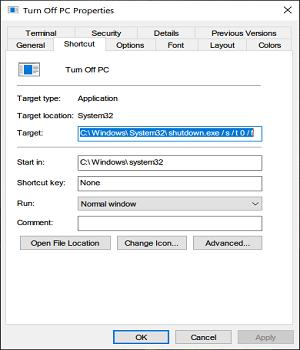 Turn Off PC Properties
Terminal Security Details Previous Versions
General Shortcut Options Font Layout Colors
Turn Off PC
Target type: Application
Target location: System32
Target: C:\ Windows\ System32\ shutdown.exe / s / t 0 / f
Start in: C:\ Windows\ system32
Shortcut key: None
Run: Normal window
Comment:
Open File Location Change Icon... Advanced...
OK Cancel Apply